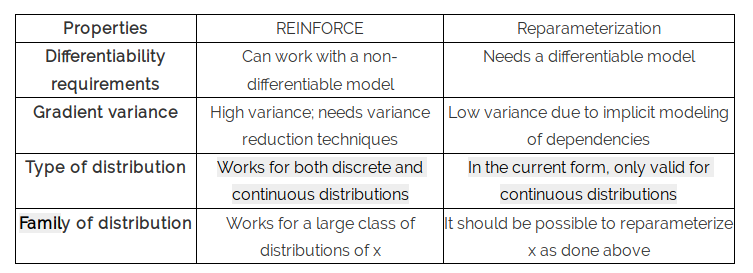 Properties REINFORCE Reparameterization
Differentiability Can work with a non- Needs a differentiable model
requirements differentiable model
Gradient variance High variance; needs variance Low variance due to implicit modeling
reduction techniques of dependencies
Type of distribution Works for both discrete and In the current form, only valid for
continuous distributions continuous distributions
Family of distribution Works for a large class of It should be possible to reparameterize
distributions of x x as done above